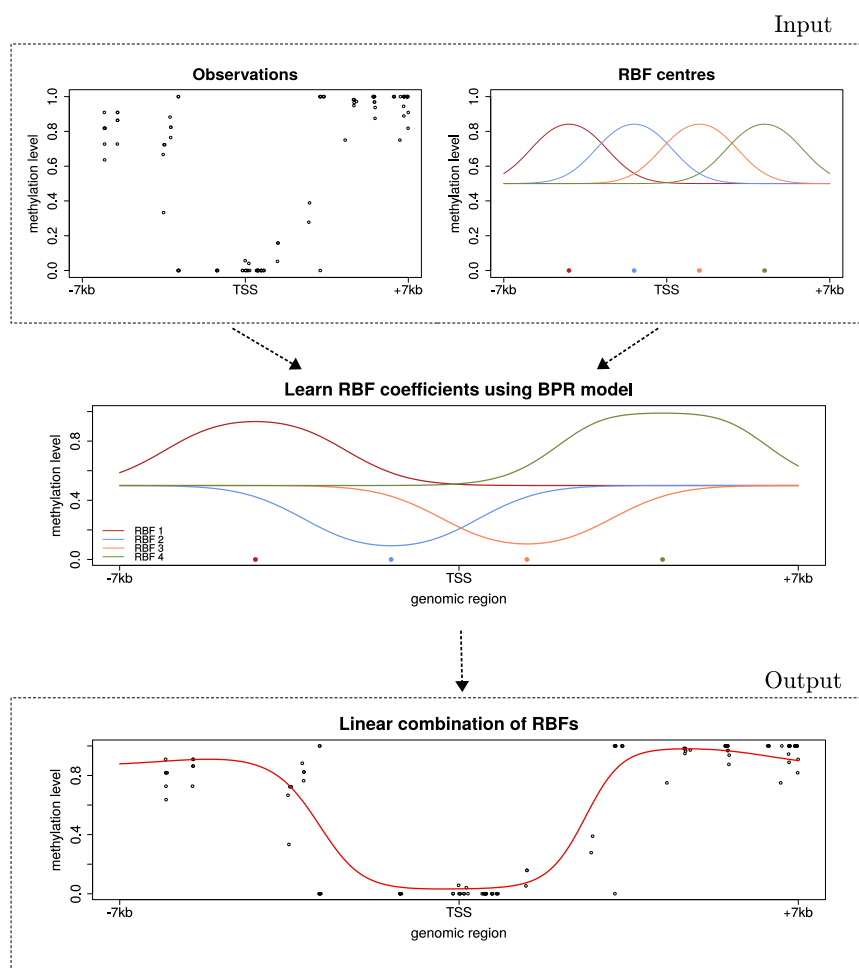 Input
Observations
methylation level
0.0 0.2 0.4 0.6 0.8 1.0
-7kb TSS +7kb
RBF centres
methylation level
0.0 0.2 0.4 0.6 0.8 1.0
-7kb TSS +7kb
Learn RBF coefficients using BPR model
methylation level
0.0 0.4 0.8
RBF 1
RBF 2
RBF 3
RBF 4
-7kb TSS +7kb
genomic region
Output
Linear combination of RBFs
methylation level
0.0 0.4 0.8
-7kb TSS +7kb
genomic region